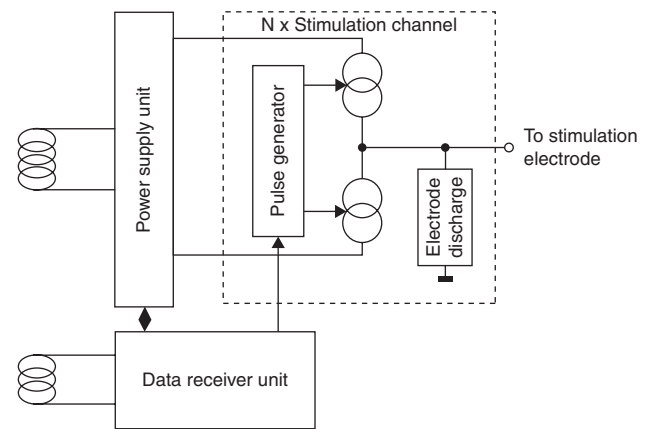 N x Stimulation channel
Power supply unit
Pulse generator
To stimulation
electrode
Electrode
discharge
Data receiver unit